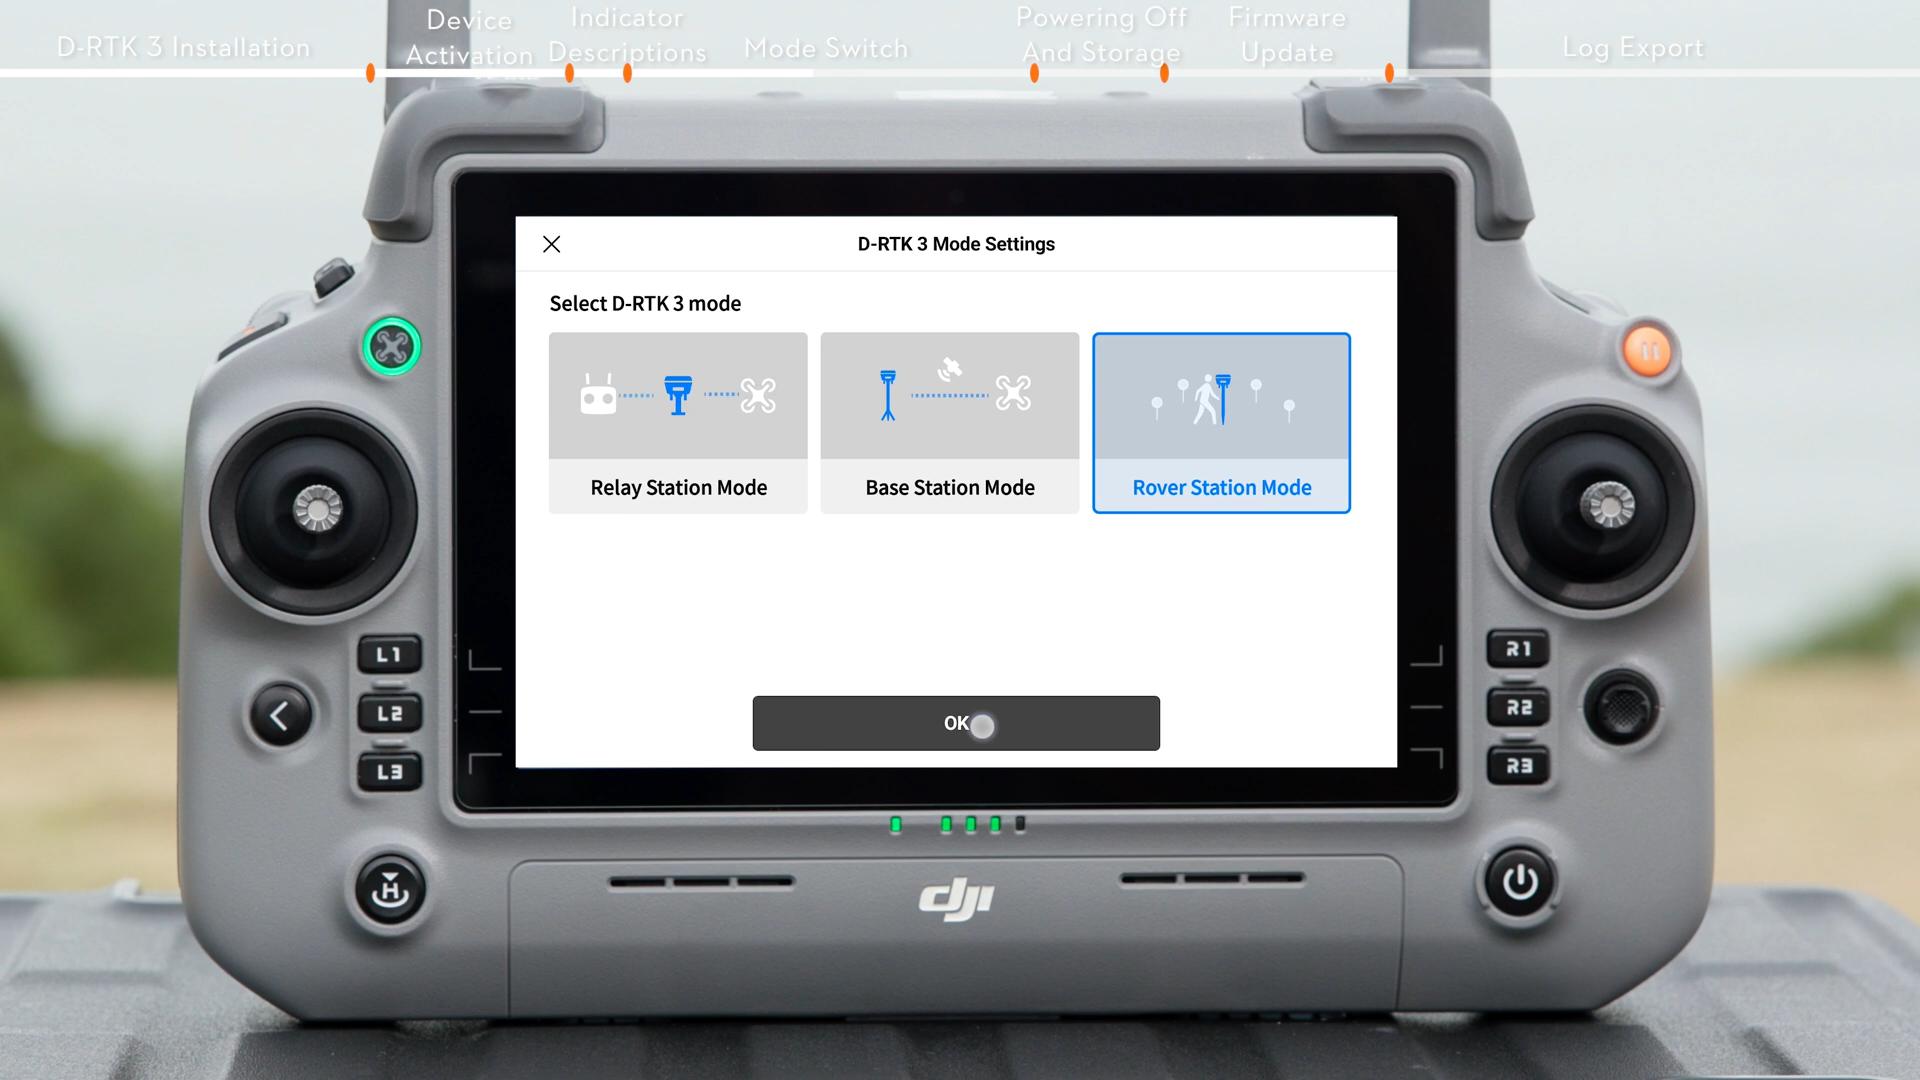 D-RTK 3 Installation
Device
Activation
Indicator
Descriptions
Mode Switch
Powering Off
And Storage
Firmware
Update
Log Export
D-RTK 3 Mode Settings
Select D-RTK 3 mode
Relay Station Mode
Base Station Mode
Rover Station Mode
OK
L1
L2
L3
R1
R2
R3
H
dji